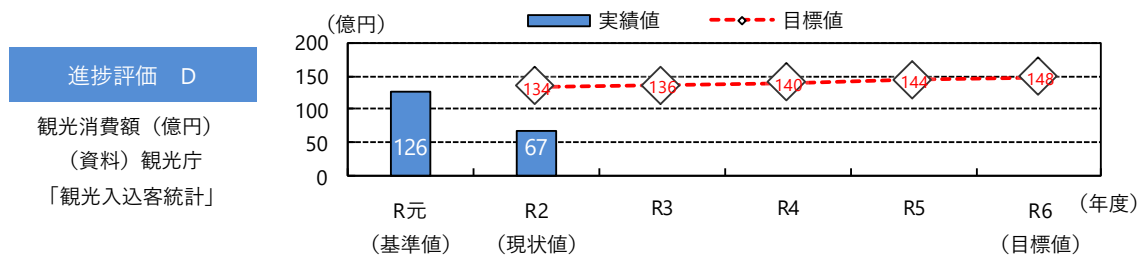 進捗評価　D
観光消費額（億円）
（資料）観光庁
「観光入込客統計」
（億円）
実績値
目標値
200
150
100
50
0
126
67
134
136
140
144
148
R元
R2
R3
R4
R5
R6
（年度）
（基準値）
（現状値）
（目標値）